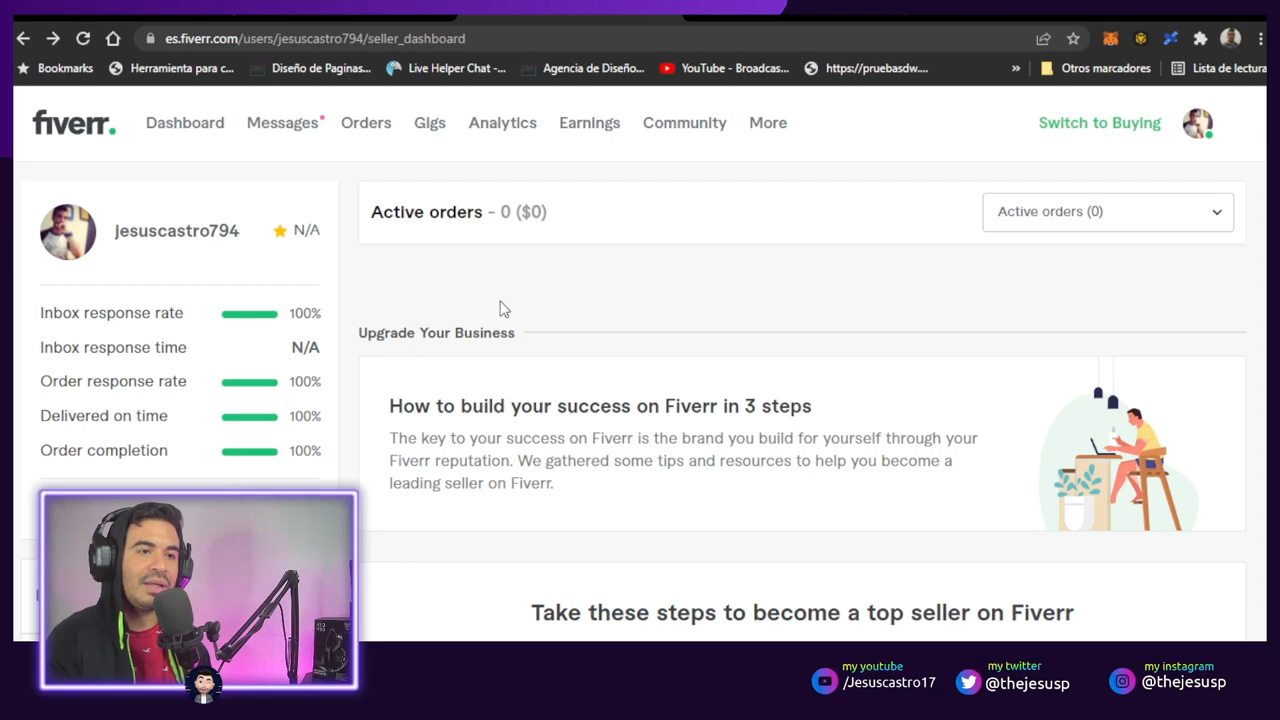 es.fiverr.com/users/jesuscastro794/seller_dashboard
Bookmarks Herramienta para c... Diseño de Paginas... Live Helper Chat -... Agencia de Diseño... YouTube - Broadcas... https://pruebasdw.... » Otros marcadores Lista de lectura
fiverr. Dashboard Messages Orders Gigs Analytics Earnings Community More Switch to Buying
jesuscastro794 N/A
Inbox response rate 100%
Inbox response time N/A
Order response rate 100%
Delivered on time 100%
Order completion 100%
Active orders - 0 ($0) Active orders (0)
Upgrade Your Business
How to build your success on Fiverr in 3 steps
The key to your success on Fiverr is the brand you build for yourself through your
Fiverr reputation. We gathered some tips and resources to help you become a
leading seller on Fiverr.
Take these steps to become a top seller on Fiverr
my youtube
/Jesuscastro17
my twitter
@thejesusp
my instagram
@thejesusp